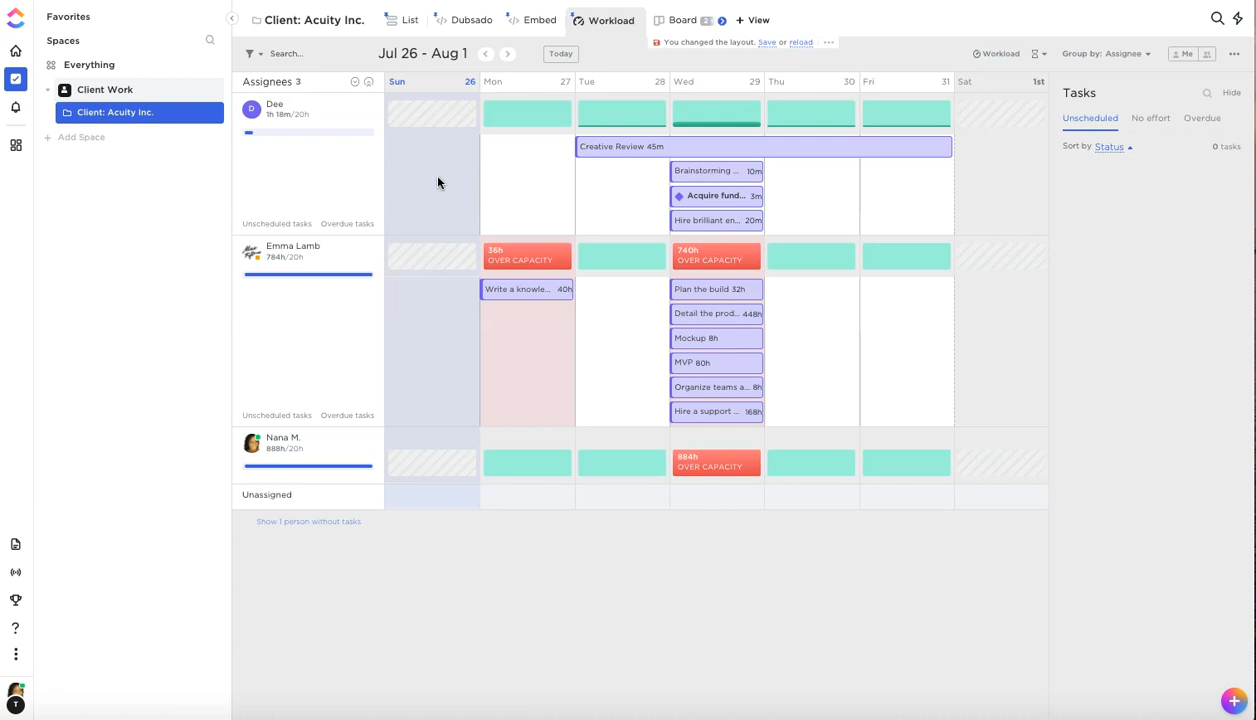 Favorites
Spaces
Everything
Client Work
Client: Acuity Inc.
Add Space
Client: Acuity Inc.
List
Dubsado
Embed
Workload
Board
2
+ View
You changed the layout. Save or reload ...
Search...
Jul 26 - Aug 1
Today
Workload
Group by: Assignee
Me
Assignees 3
Sun 26
Mon 27
Tue 28
Wed 29
Thu 30
Fri 31
Sat 1st
D
Dee
1h 18m/20h
Creative Review 45m
Brainstorming ... 10m
Acquire fund... 3m
Hire brilliant en... 20m
Unscheduled tasks
Overdue tasks
Emma Lamb
784h/20h
36h
OVER CAPACITY
740h
OVER CAPACITY
Write a knowle... 40h
Plan the build 32h
Detail the prod... 448h
Mockup 8h
MVP 80h
Organize teams a... 8h
Hire a support ... 168h
Unscheduled tasks
Overdue tasks
Nana M.
888h/20h
884h
OVER CAPACITY
Unassigned
Show 1 person without tasks
Tasks
Hide
Unscheduled
No effort
Overdue
Sort by Status
0 tasks
T